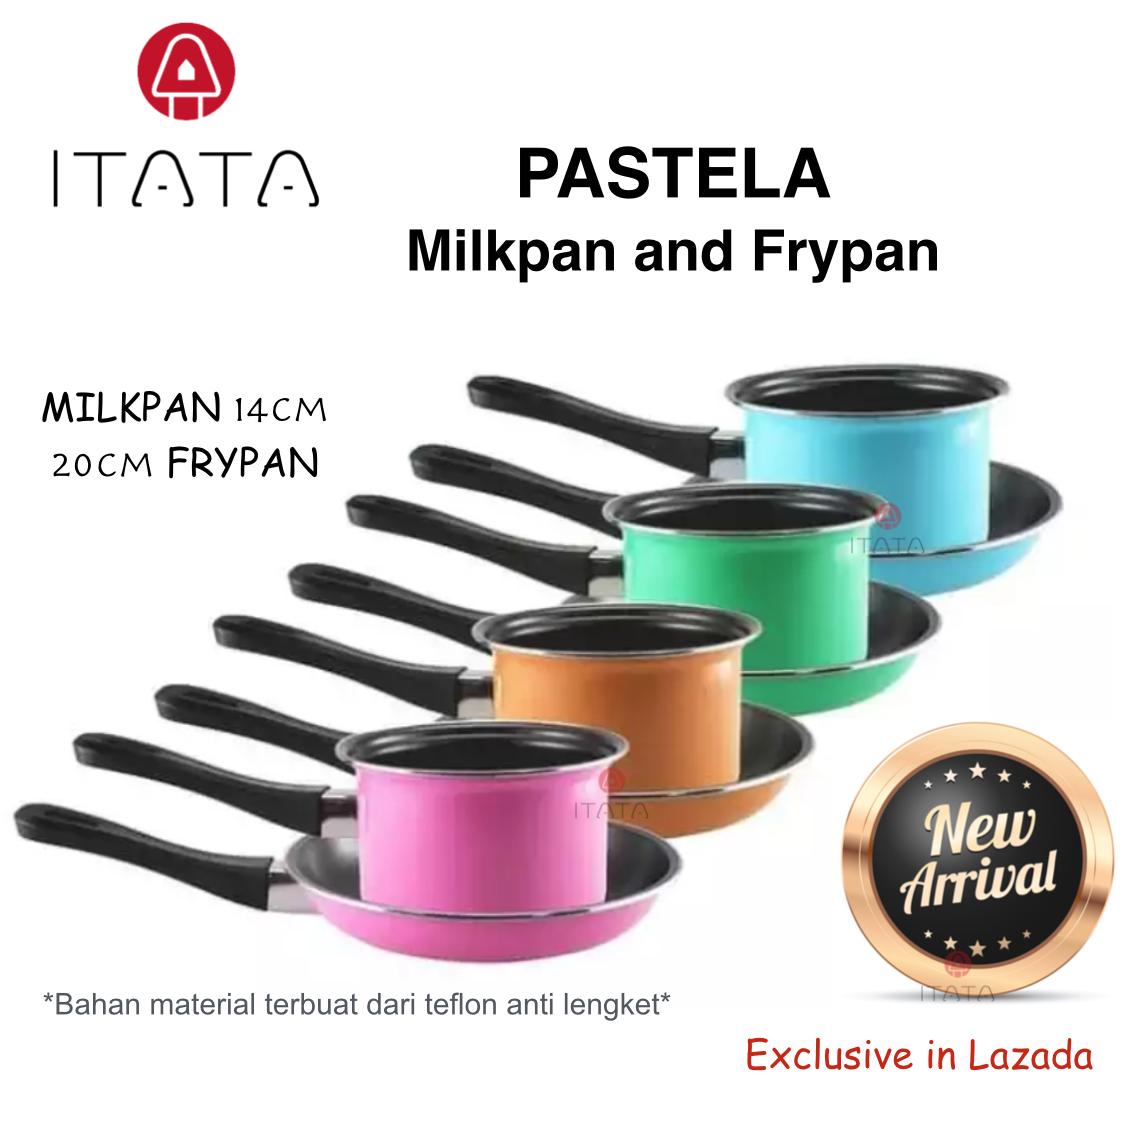 ITATA
PASTELA
Milkpan and Frypan
MILKPAN 14CM
20CM FRYPAN
ITATA
ITATA
New
Arrival
ITATA
*Bahan material terbuat dari teflon anti lengket*
Exclusive in Lazada